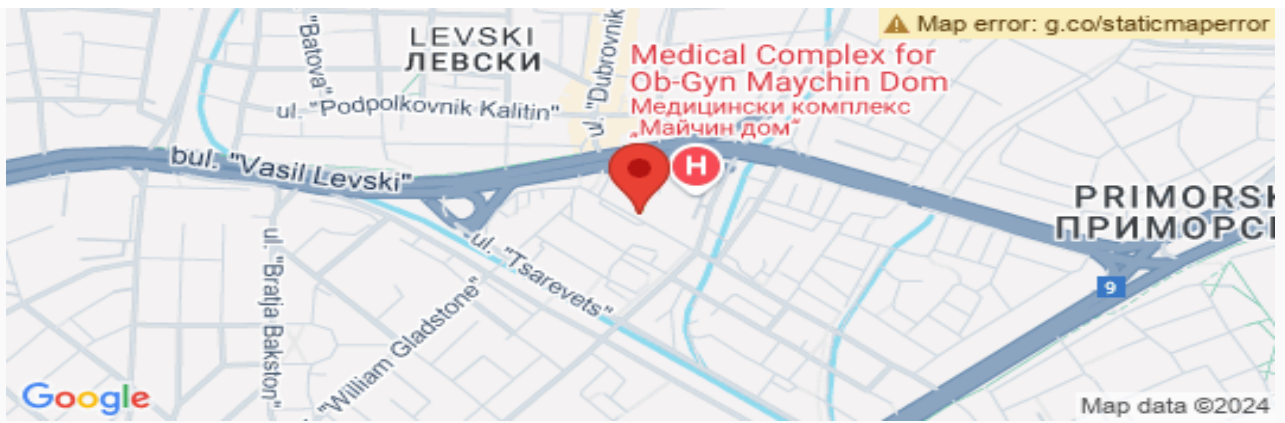 Map error: g.co/staticmaperror
LEVSKI
ЛЕВСКИ
"Batova"
ul. "Dubrovnik
Medical Complex for
Ob-Gyn Maychin Dom
Медицински комплекс
„Майчин дом“
ul. "Podpolkovnik Kalitin"
bul. "Vasil Levski"
H
PRIMORSK
ПРИМОРСК
ul. "Tsarevets"
ul. "Bratja Bakston"
"William Gladstone"
9
Google
Map data ©2024